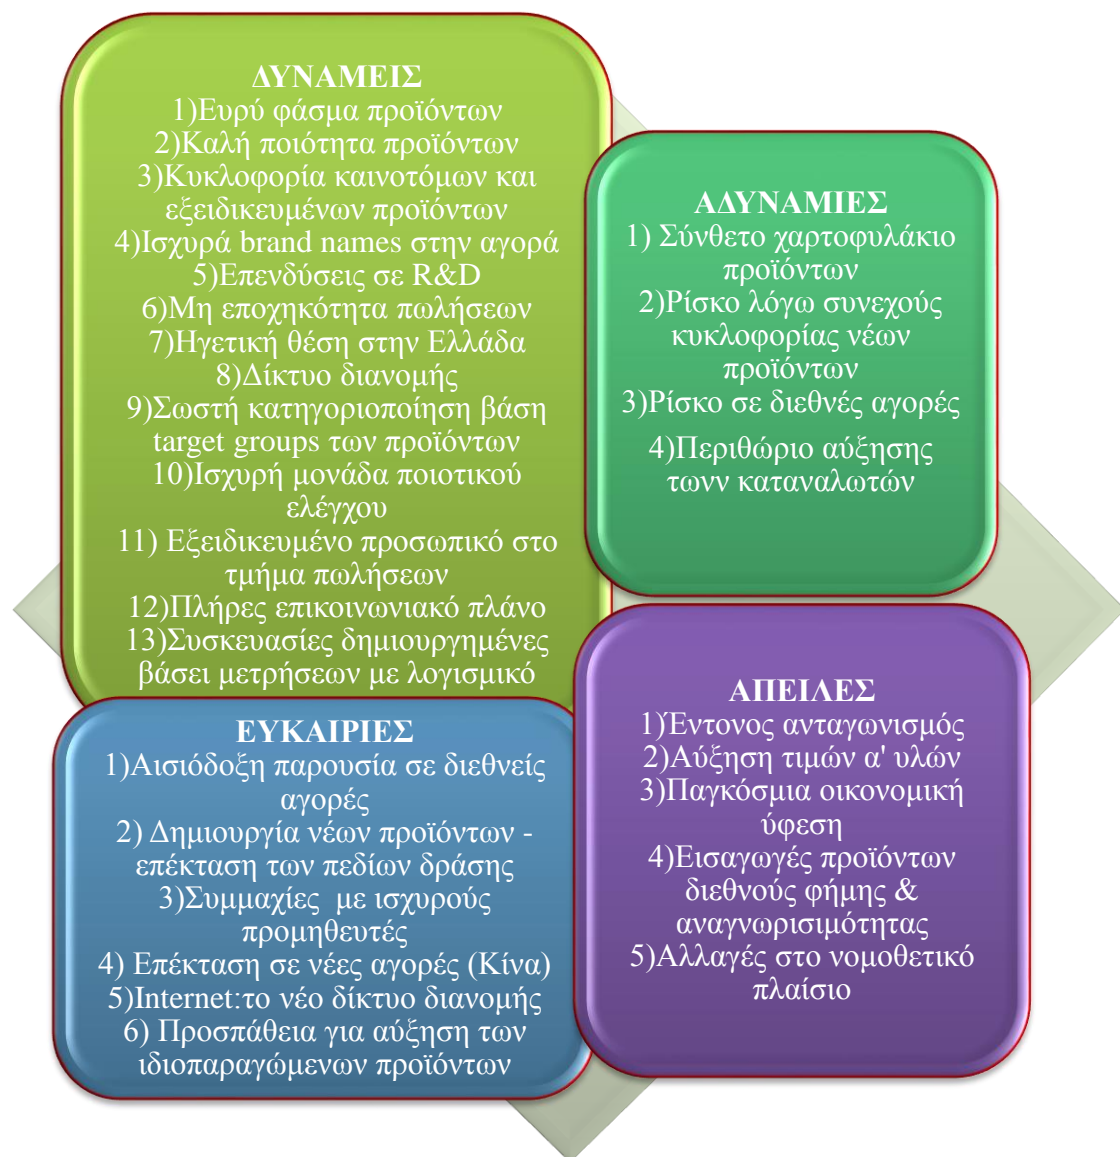 ΔΥΝΑΜΕΙΣ
1)Ευρύ φάσμα προϊόντων
2)Καλή ποιότητα προϊόντων
3)Κυκλοφορία καινοτόμων και
εξειδικευμένων προϊόντων
4)Ισχυρά brand names στην αγορά
5)Επενδύσεις σε R&D
6)Μη εποχηκότητα πωλήσεων
7)Ηγετική θέση στην Ελλάδα
8)Δίκτυο διανομής
9)Σωστή κατηγοριοποίηση βάση
target groups των προϊόντων
10)Ισχυρή μονάδα ποιοτικού
ελέγχου
11) Εξειδικευμένο προσωπικό στο
τμήμα πωλήσεων
12)Πλήρες επικοινωνιακό πλάνο
13)Συσκευασίες δημιουργημένες
βάσει μετρήσεων με λογισμικό
ΑΔΥΝΑΜΙΕΣ
1) Σύνθετο χαρτοφυλάκιο
προϊόντων
2)Ρίσκο λόγω συνεχούς
κυκλοφορίας νέων
προϊόντων
3)Ρίσκο σε διεθνές αγορές
4)Περιθώριο αύξησης
τωνν καταναλωτών
ΕΥΚΑΙΡΙΕΣ
1)Αισιόδοξη παρουσία σε διεθνείς
αγορές
2) Δημιουργία νέων προϊόντων -
επέκταση των πεδίων δράσης
3)Συμμαχίες  με ισχυρούς
προμηθευτές
4) Επέκταση σε νέες αγορές (Κίνα)
5)Internet:το νέο δίκτυο διανομής
6) Προσπάθεια για αύξηση των
ιδιοπαραγώμενων προϊόντων
ΑΠΕΙΛΕΣ
1)Έντονος ανταγωνισμός
2)Αύξηση τιμών α' υλών
3)Παγκόσμια οικονομική
ύφεση
4)Εισαγωγές προϊόντων
διεθνούς φήμης &
αναγνωρισιμότητας
5)Αλλαγές στο νομοθετικό
πλαίσιο